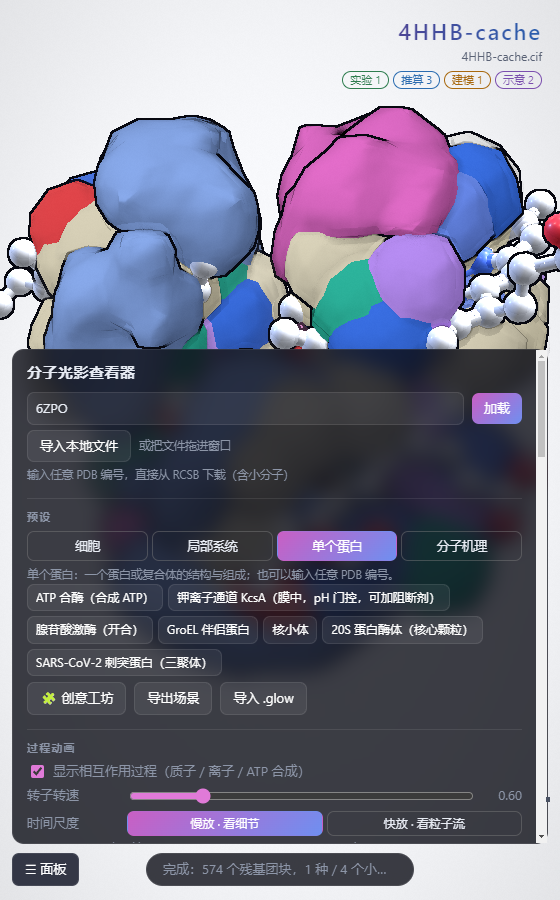 4HHB-cache
4HHB-cache.cif
实验 1 推算 3 建模 1 示意 2
分子光影查看器
6ZPO 加载
导入本地文件 或把文件拖进窗口
输入任意 PDB 编号，直接从 RCSB 下载（含小分子）
预设
细胞 局部系统 单个蛋白 分子机理
单个蛋白：一个蛋白或复合体的结构与组成；也可以输入任意 PDB 编号。
ATP 合酶（合成 ATP） 钾离子通道 KcsA（膜中，pH 门控，可加阻断剂）
腺苷酸激酶（开合） GroEL 伴侣蛋白 核小体 20S 蛋白酶体（核心颗粒）
SARS-CoV-2 刺突蛋白（三聚体）
创意工坊 导出场景 导入 .glow
过程动画
显示相互作用过程（质子 / 离子 / ATP 合成）
转子转速 0.60
时间尺度 慢放 · 看细节 快放 · 看粒子流
☰ 面板 完成：574 个残基团块，1 种 / 4 个小...